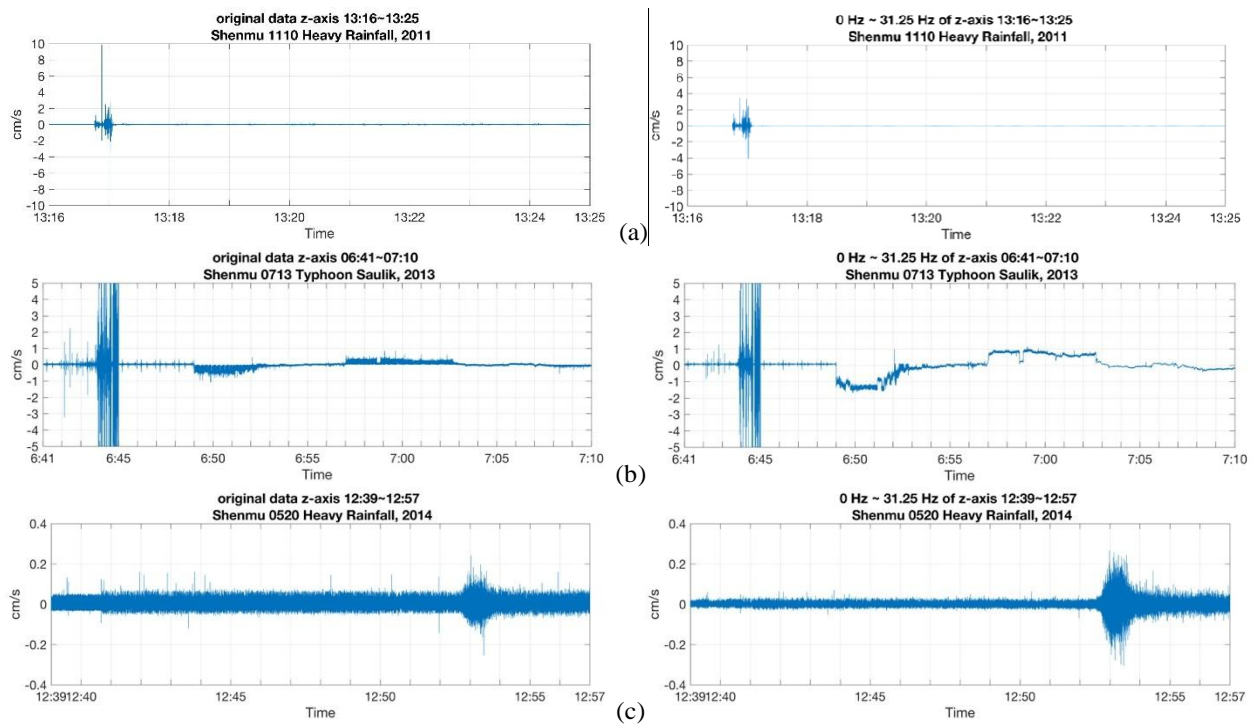 original data z-axis 13:16~13:25
Shenmu 1110 Heavy Rainfall, 2011
10
8
6
4
2
0
-2
-4
-6
-8
-10
cm/s
13:16 13:18 13:20 13:22 13:24 13:25
Time
0 Hz ~ 31.25 Hz of z-axis 13:16~13:25
Shenmu 1110 Heavy Rainfall, 2011
10
8
6
4
2
0
-2
-4
-6
-8
-10
cm/s
13:16 13:18 13:20 13:22 13:24 13:25
Time
(a)
original data z-axis 06:41~07:10
Shenmu 0713 Typhoon Saulik, 2013
5
4
3
2
1
0
-1
-2
-3
-4
-5
cm/s
6:41 6:45 6:50 6:55 7:00 7:05 7:10
Time
0 Hz ~ 31.25 Hz of z-axis 06:41~07:10
Shenmu 0713 Typhoon Saulik, 2013
5
4
3
2
1
0
-1
-2
-3
-4
-5
cm/s
6:41 6:45 6:50 6:55 7:00 7:05 7:10
Time
(b)
original data z-axis 12:39~12:57
Shenmu 0520 Heavy Rainfall, 2014
0.4
0.2
0
-0.2
-0.4
cm/s
12:39 12:40 12:45 12:50 12:55 12:57
Time
0 Hz ~ 31.25 Hz of z-axis 12:39~12:57
Shenmu 0520 Heavy Rainfall, 2014
0.4
0.2
0
-0.2
-0.4
cm/s
12:39 12:40 12:45 12:50 12:55 12:57
Time
(c)